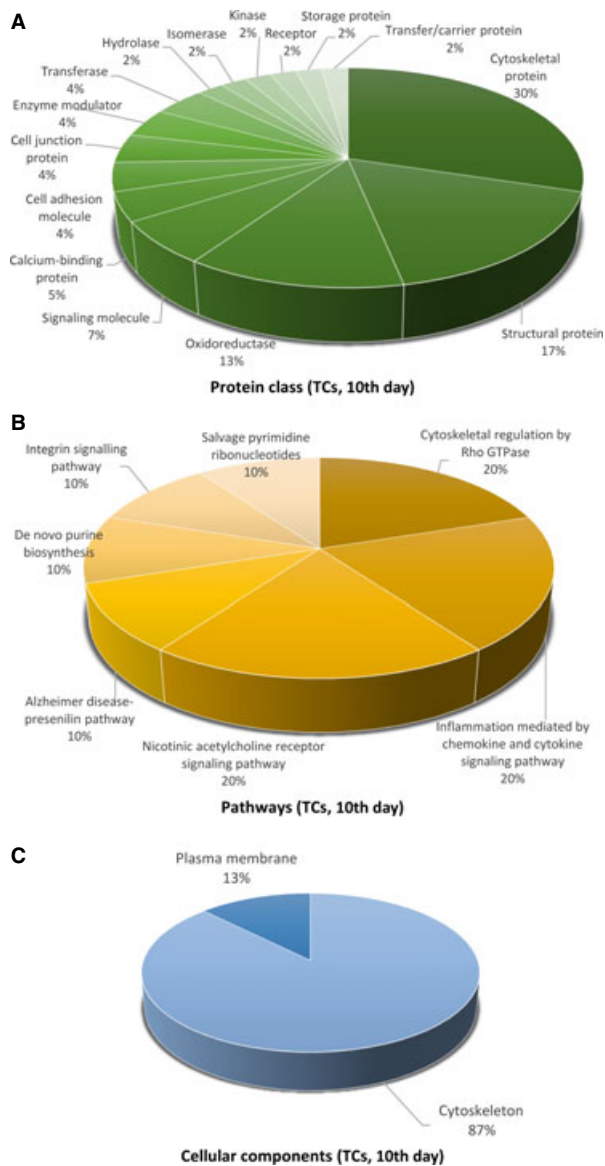 A
Kinase
2%
Storage protein
2%
Transfer/carrier protein
2%
Isomerase
2%
Receptor
2%
Hydrolase
2%
Cytoskeletal
protein
30%
Transferase
4%
Enzyme modulator
4%
Cell junction
protein
4%
Cell adhesion
molecule
4%
Calcium-binding
protein
5%
Signaling molecule
7%
Oxidoreductase
13%
Structural protein
17%
Protein class (TCs, 10th day)
B
Integrin signalling
pathway
10%
Salvage pyrimidine
ribonucleotides
10%
Cytoskeletal regulation by
Rho GTPase
20%
De novo purine
biosynthesis
10%
Alzheimer disease-
presenilin pathway
10%
Nicotinic acetylcholine receptor
signaling pathway
20%
Inflammation mediated by
chemokine and cytokine
signaling pathway
20%
Pathways (TCs, 10th day)
C
Plasma membrane
13%
Cytoskeleton
87%
Cellular components (TCs, 10th day)